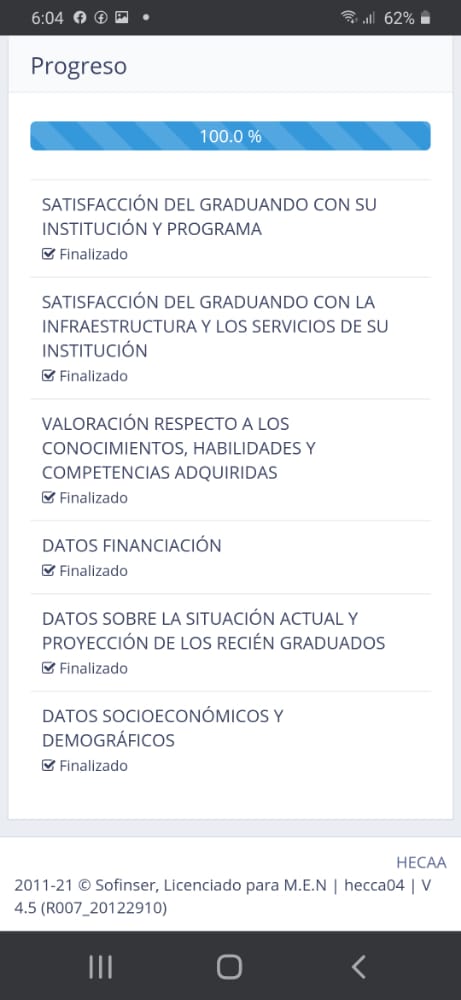 6:04
62%
Progreso
100.0 %
SATISFACCIÓN DEL GRADUANDO CON SU
INSTITUCIÓN Y PROGRAMA
Finalizado
SATISFACCIÓN DEL GRADUANDO CON LA
INFRAESTRUCTURA Y LOS SERVICIOS DE SU
INSTITUCIÓN
Finalizado
VALORACIÓN RESPECTO A LOS
CONOCIMIENTOS, HABILIDADES Y
COMPETENCIAS ADQUIRIDAS
Finalizado
DATOS FINANCIACIÓN
Finalizado
DATOS SOBRE LA SITUACIÓN ACTUAL Y
PROYECCIÓN DE LOS RECIÉN GRADUADOS
Finalizado
DATOS SOCIOECONÓMICOS Y
DEMOGRÁFICOS
Finalizado
HECAA
2011-21 © Sofinser, Licenciado para M.E.N | hecca04 | V
4.5 (R007_20122910)